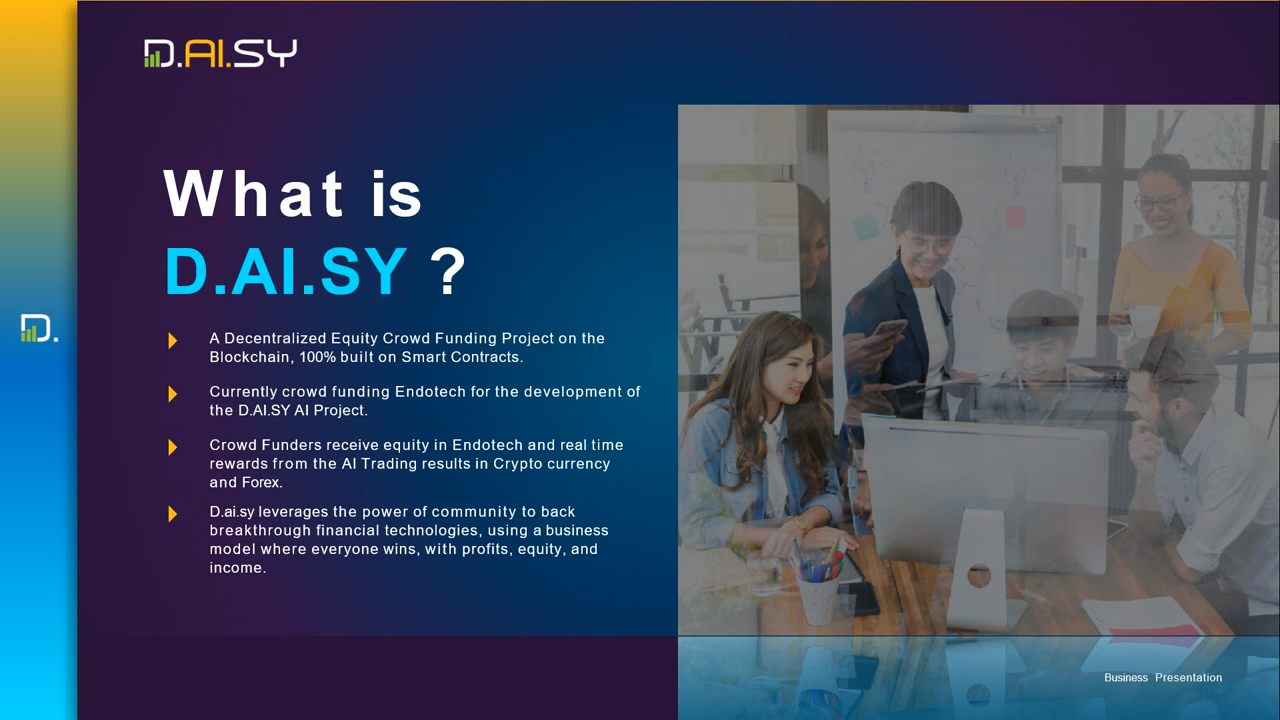 D.AI.SY
What is
D.AI.SY ?
A Decentralized Equity Crowd Funding Project on the
Blockchain, 100% built on Smart Contracts.
Currently crowd funding Endotech for the development of
the D.AI.SY AI Project.
Crowd Funders receive equity in Endotech and real time
rewards from the AI Trading results in Crypto currency
and Forex.
D.ai.sy leverages the power of community to back
breakthrough financial technologies, using a business
model where everyone wins, with profits, equity, and
income.
D.
Business Presentation